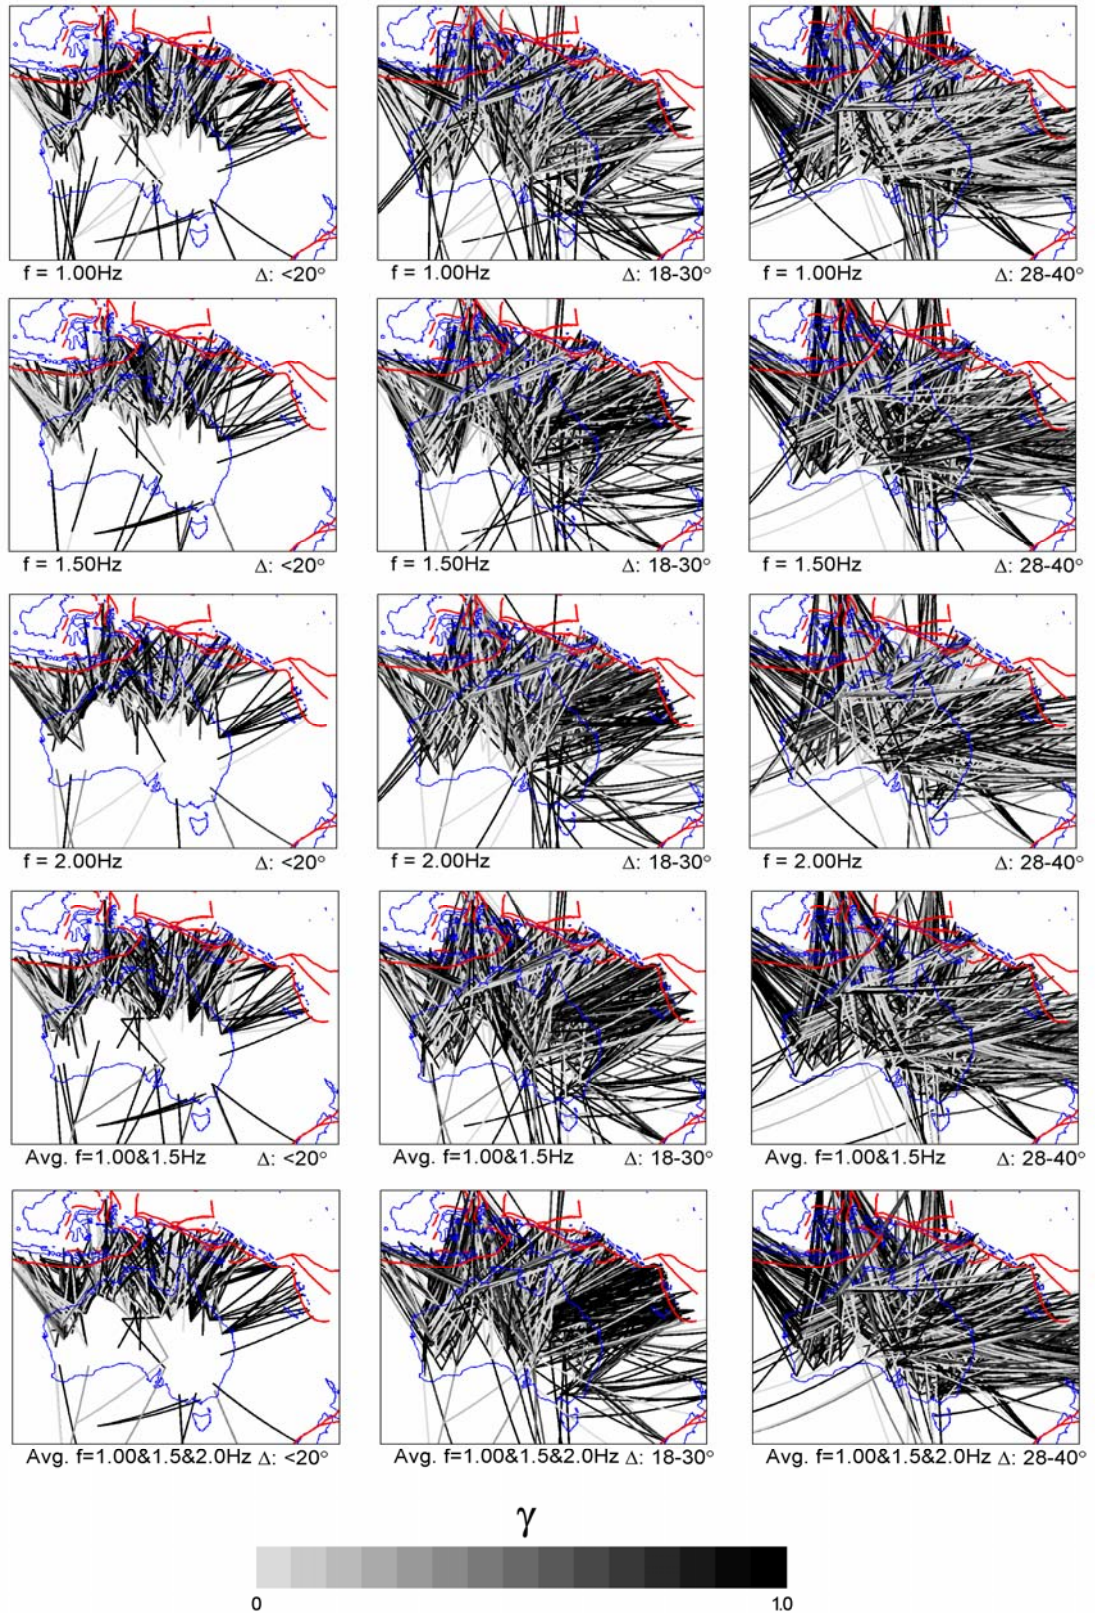 f = 1.00Hz Δ: <20° f = 1.00Hz Δ: 18-30° f = 1.00Hz Δ: 28-40°
f = 1.50Hz Δ: <20° f = 1.50Hz Δ: 18-30° f = 1.50Hz Δ: 28-40°
f = 2.00Hz Δ: <20° f = 2.00Hz Δ: 18-30° f = 2.00Hz Δ: 28-40°
Avg. f=1.00&1.5Hz Δ: <20° Avg. f=1.00&1.5Hz Δ: 18-30° Avg. f=1.00&1.5Hz Δ: 28-40°
Avg. f=1.00&1.5&2.0Hz Δ: <20° Avg. f=1.00&1.5&2.0Hz Δ: 18-30° Avg. f=1.00&1.5&2.0Hz Δ: 28-40°
γ
0 1.0